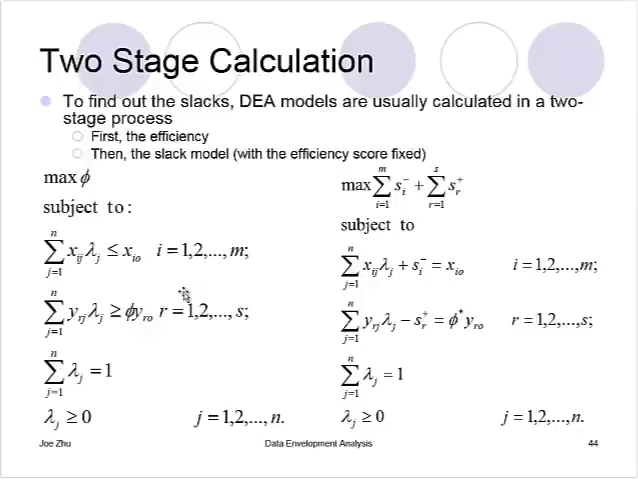 Two Stage Calculation
To find out the slacks, DEA models are usually calculated in a two-
stage process
First, the efficiency
Then, the slack model (with the efficiency score fixed)
max ϕ
subject to:
∑_{j=1}^{n} x_{ij} λ_j ≤ x_{io} i = 1,2,...,m;
∑_{j=1}^{n} y_{rj} λ_j ≥ ϕy_{ro} r = 1,2,...,s;
∑_{j=1}^{n} λ_j = 1
λ_j ≥ 0 j = 1,2,...,n.
max ∑_{i=1}^{m} s_i^- + ∑_{r=1}^{s} s_r^+
subject to
∑_{j=1}^{n} x_{ij} λ_j + s_i^- = x_{io} i = 1,2,...,m;
∑_{j=1}^{n} y_{rj} λ_j − s_r^+ = ϕ^* y_{ro} r = 1,2,...,s;
∑_{j=1}^{n} λ_j = 1
λ_j ≥ 0 j = 1,2,...,n.
Joe Zhu
Data Envelopment Analysis
44